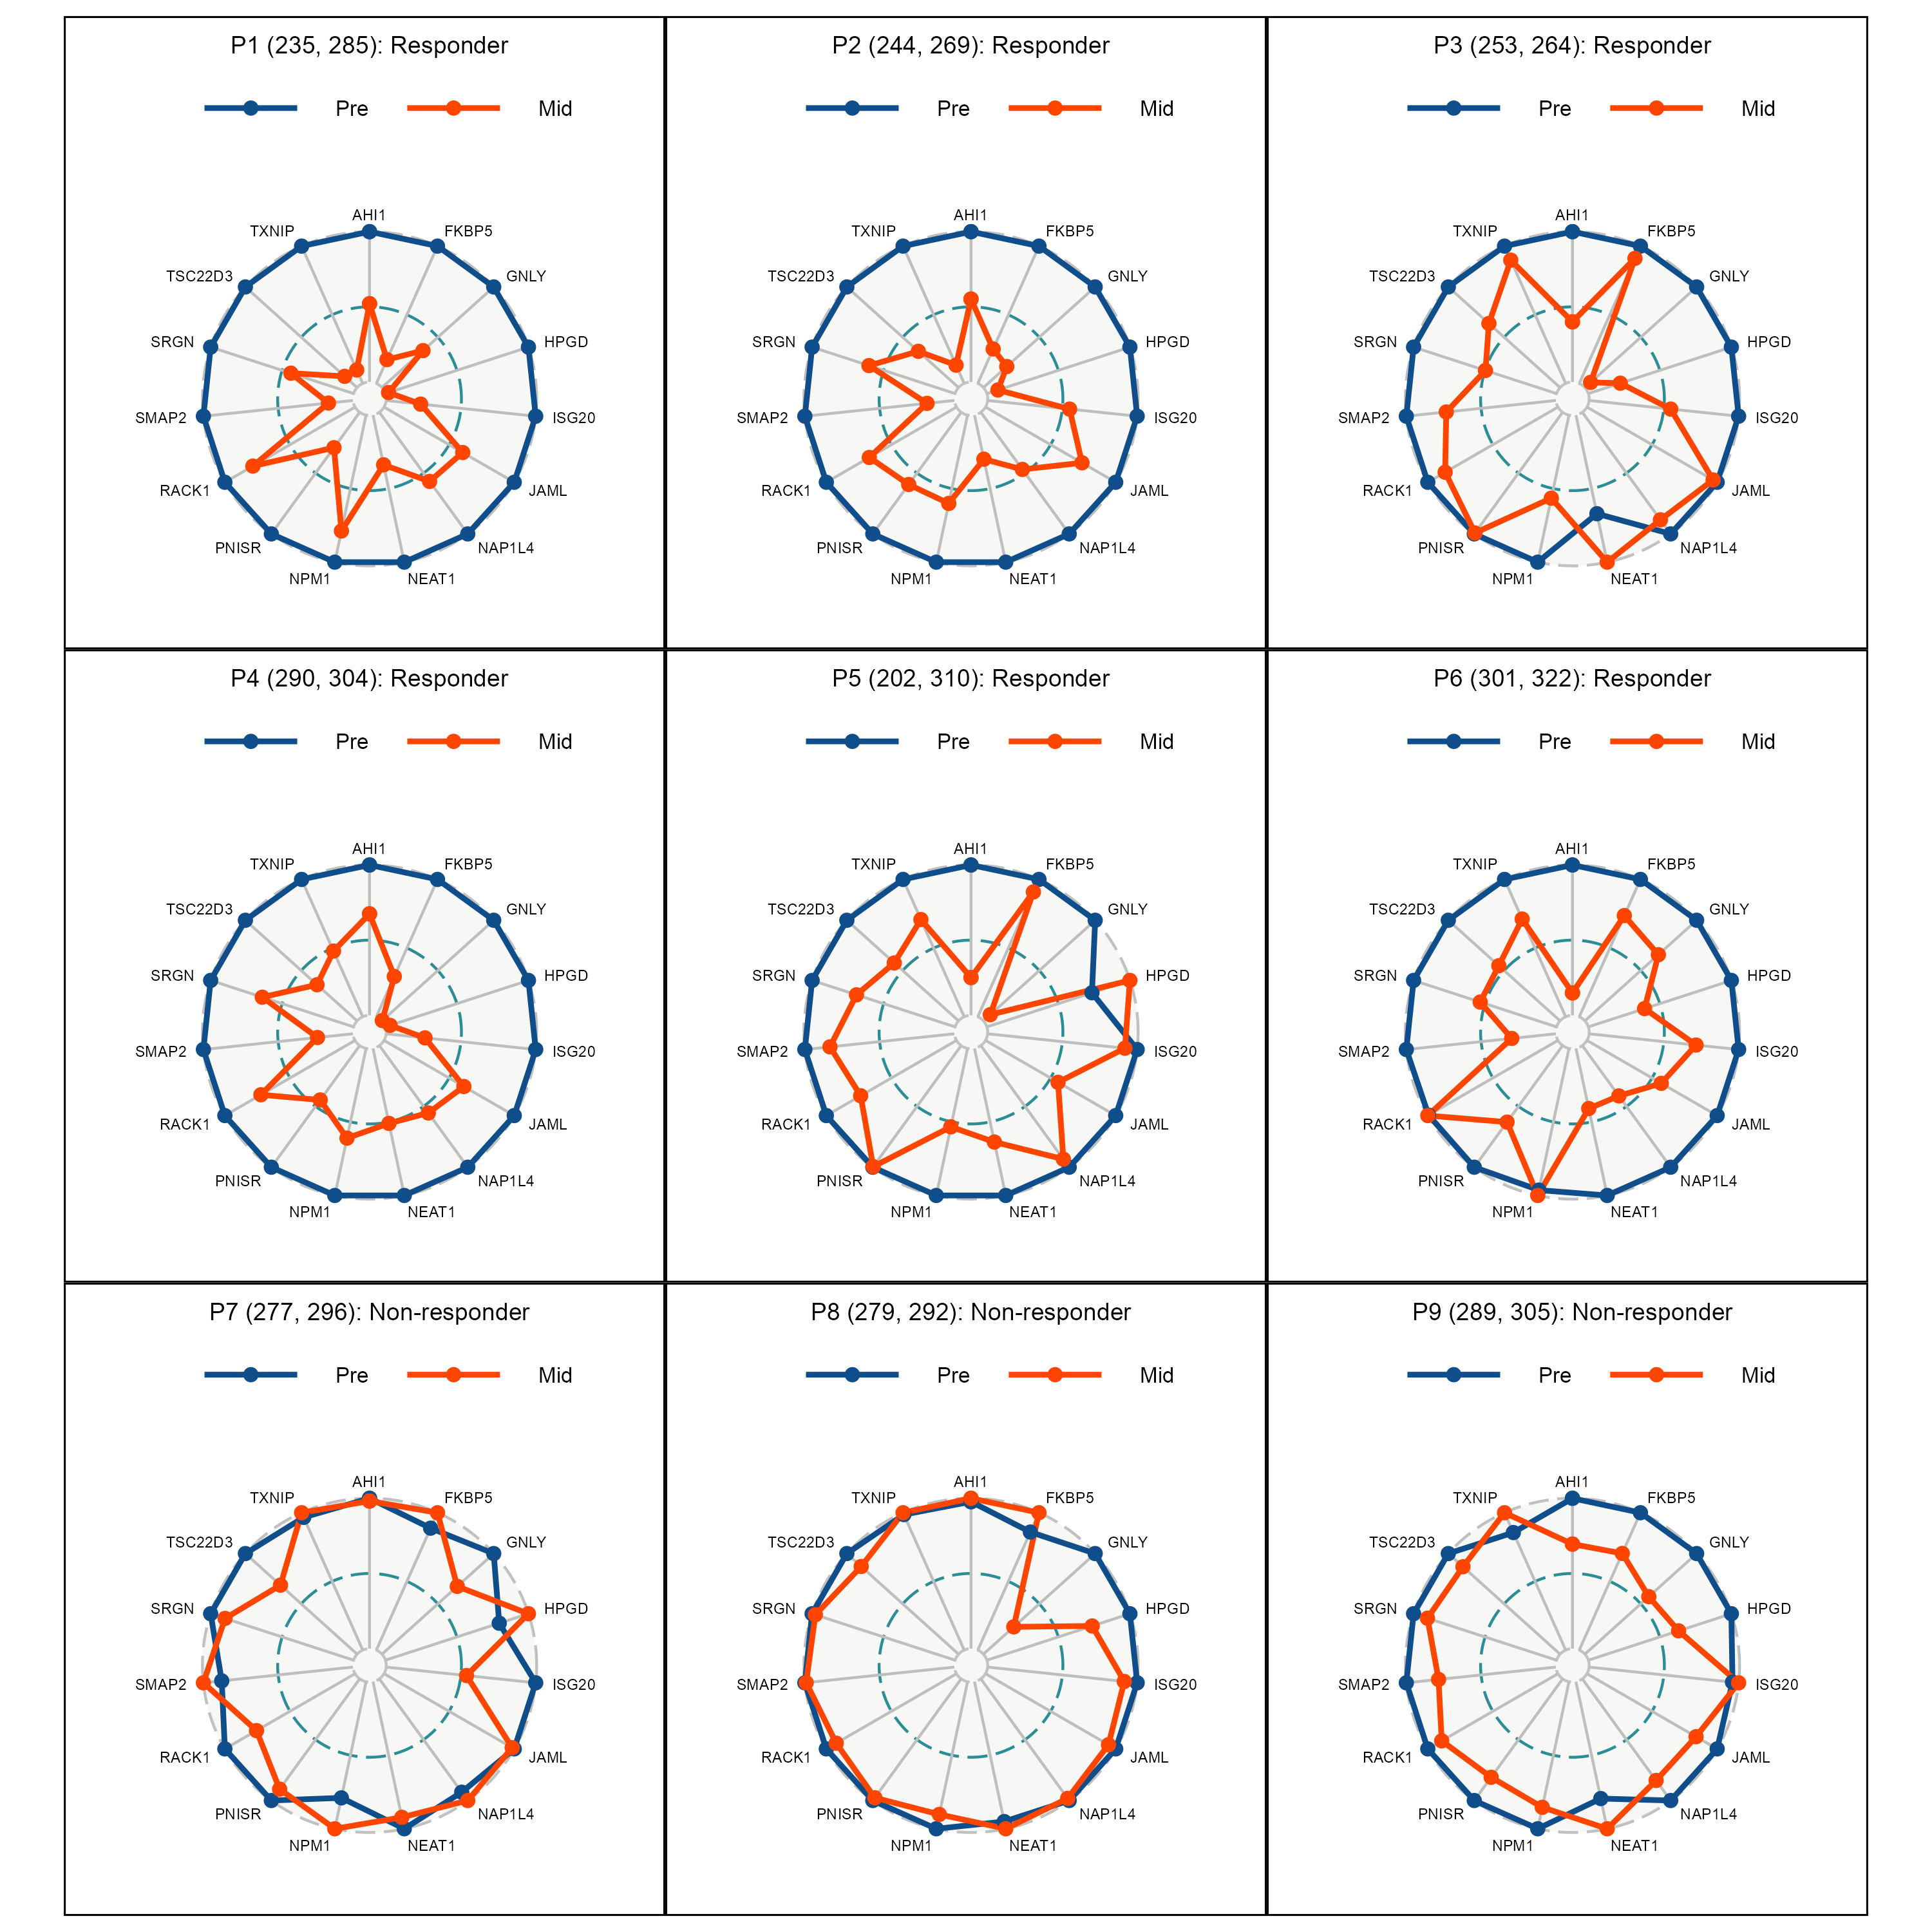 P1 (235, 285): Responder
Pre Mid
AHI1
TXNIP FKBP5
TSC22D3 GNLY
SRGN HPGD
SMAP2 ISG20
RACK1 JAML
PNISR NAP1L4
NPM1 NEAT1
P2 (244, 269): Responder
Pre Mid
AHI1
TXNIP FKBP5
TSC22D3 GNLY
SRGN HPGD
SMAP2 ISG20
RACK1 JAML
PNISR NAP1L4
NPM1 NEAT1
P3 (253, 264): Responder
Pre Mid
AHI1
TXNIP FKBP5
TSC22D3 GNLY
SRGN HPGD
SMAP2 ISG20
RACK1 JAML
PNISR NAP1L4
NPM1 NEAT1
P4 (290, 304): Responder
Pre Mid
AHI1
TXNIP FKBP5
TSC22D3 GNLY
SRGN HPGD
SMAP2 ISG20
RACK1 JAML
PNISR NAP1L4
NPM1 NEAT1
P5 (202, 310): Responder
Pre Mid
AHI1
TXNIP FKBP5
TSC22D3 GNLY
SRGN HPGD
SMAP2 ISG20
RACK1 JAML
PNISR NAP1L4
NPM1 NEAT1
P6 (301, 322): Responder
Pre Mid
AHI1
TXNIP FKBP5
TSC22D3 GNLY
SRGN HPGD
SMAP2 ISG20
RACK1 JAML
PNISR NAP1L4
NPM1 NEAT1
P7 (277, 296): Non-responder
Pre Mid
AHI1
TXNIP FKBP5
TSC22D3 GNLY
SRGN HPGD
SMAP2 ISG20
RACK1 JAML
PNISR NAP1L4
NPM1 NEAT1
P8 (279, 292): Non-responder
Pre Mid
AHI1
TXNIP FKBP5
TSC22D3 GNLY
SRGN HPGD
SMAP2 ISG20
RACK1 JAML
PNISR NAP1L4
NPM1 NEAT1
P9 (289, 305): Non-responder
Pre Mid
AHI1
TXNIP FKBP5
TSC22D3 GNLY
SRGN HPGD
SMAP2 ISG20
RACK1 JAML
PNISR NAP1L4
NPM1 NEAT1